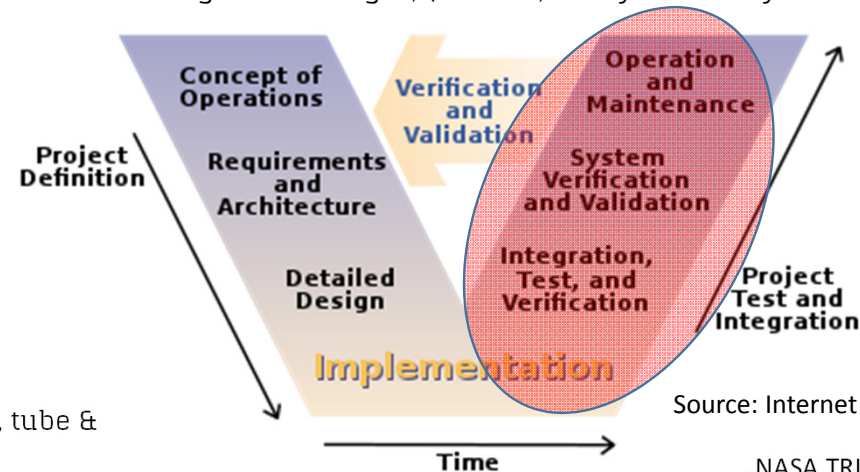 Concept of
Operations
Verification
and
Validation
Operation
and
Maintenance
Project
Definition
Requirements
and
Architecture
System
Verification
and Validation
Detailed
Design
Integration,
Test, and
Verification
Project
Test and
Integration
Implementation
Source: Internet
, tube &
Time
NASA TRL